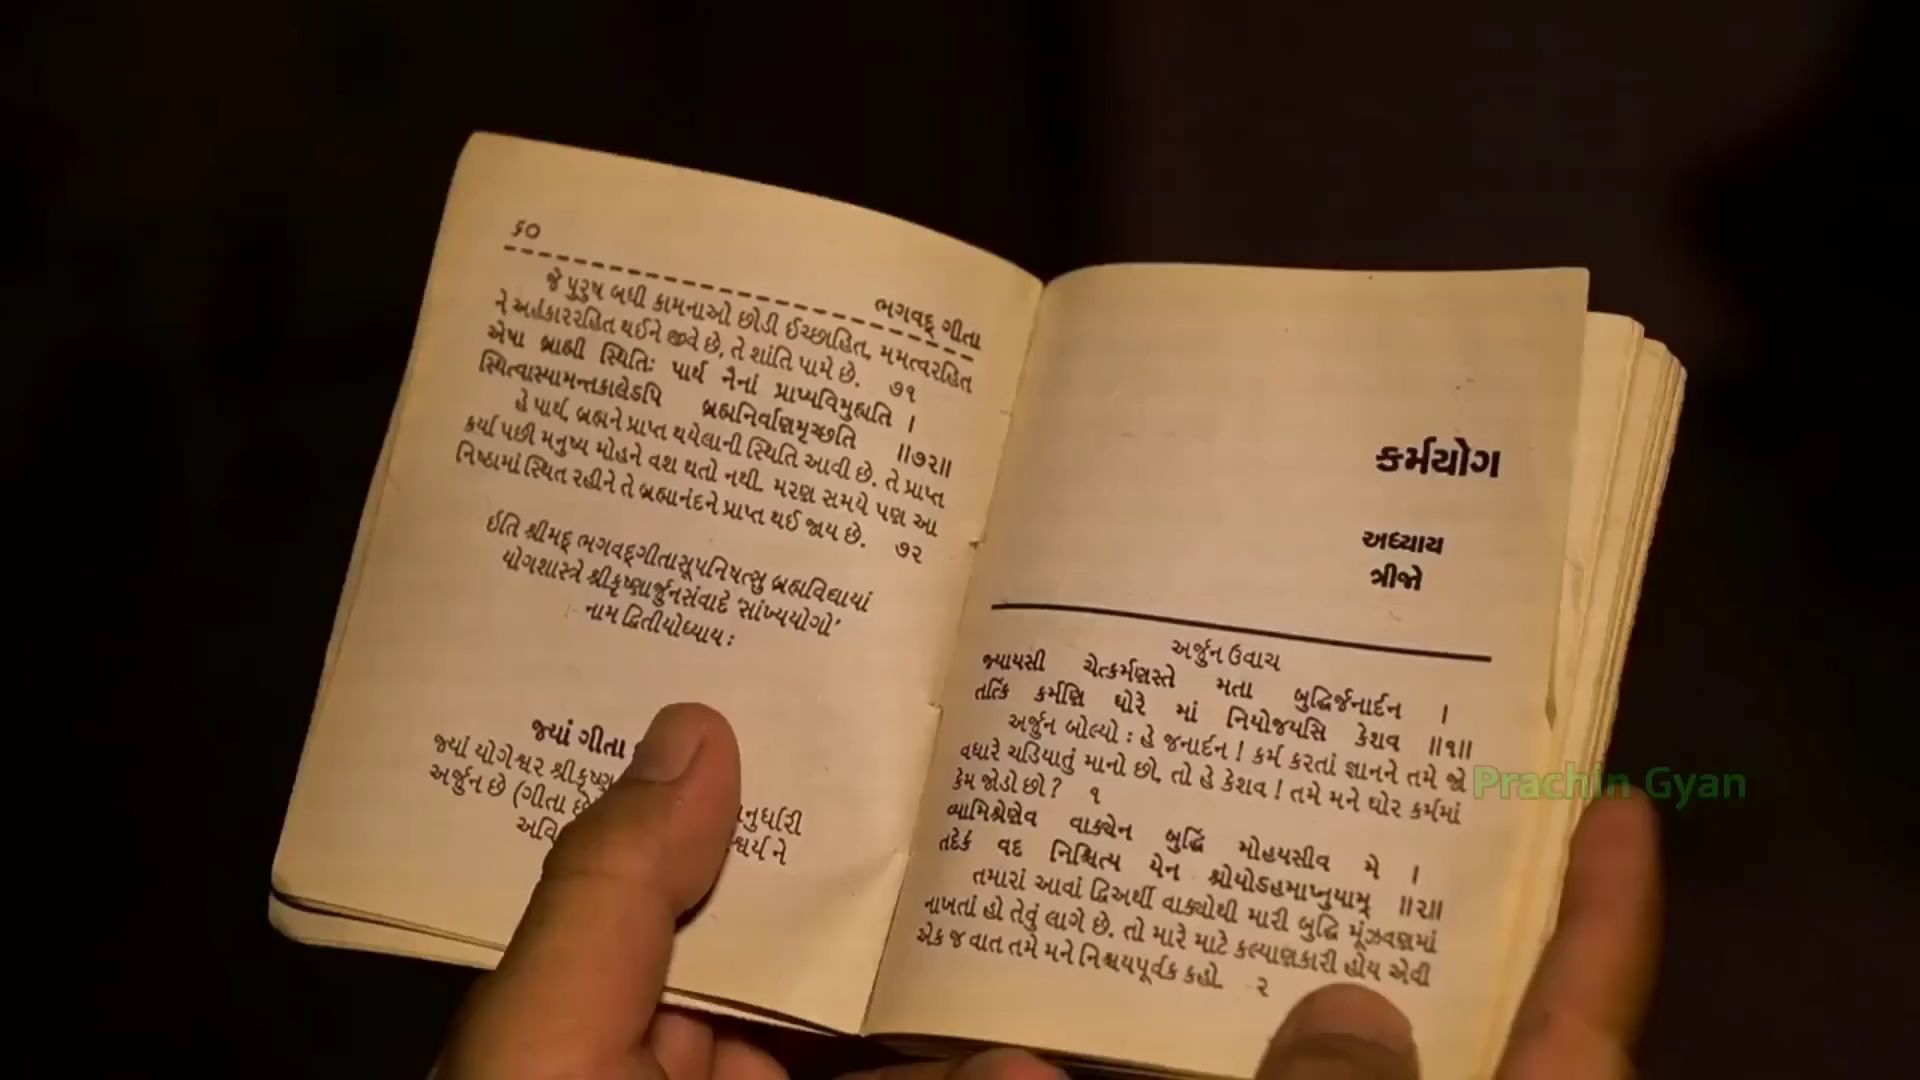 ૬૦
ભગવદ્ ગીતા
જે પુરુષ બધી કામનાઓ છોડી ઈચ્છારહિત, મમત્વરહિત
ને અહંકારરહિત થઈને જીવે છે, તે શાંતિ પામે છે. ૭૧
એષા બ્રાહ્મી સ્થિતિઃ પાર્થ નૈનાં પ્રાપ્યવિમુહ્યતિ ।
સ્થિત્વાસ્યામન્તકાલેઽપિ બ્રહ્મનિર્વાણમૃચ્છતિ ॥૭૨॥
હે પાર્થ, બ્રહ્મને પ્રાપ્ત થયેલાની સ્થિતિ આવી છે. તે પ્રાપ્ત
કર્યા પછી મનુષ્ય મોહને વશ થતો નથી. મરણ સમયે પણ આ
નિષ્ઠામાં સ્થિત રહીને તે બ્રહ્માનંદને પ્રાપ્ત થઈ જાય છે. ૭૨
ઈતિ શ્રીમદ્ ભગવદ્ગીતાસૂપનિષત્સુ બ્રહ્મવિદ્યાયાં
યોગશાસ્ત્રે શ્રીકૃષ્ણાર્જુનસંવાદે ‘સાંખ્યયોગો’
નામ દ્વિતીયોધ્યાયઃ
જ્યાં ગીતા
જ્યાં યોગેશ્વર શ્રીકૃષ્ણ
અર્જુન છે (ગીતા
કર્મયોગ
અધ્યાય
ત્રીજો
અર્જુન ઉવાચ
જ્યાયસી ચેત્કર્મણસ્તે મતા બુદ્ધિર્જનાર્દન ।
તત્કિં કર્મણિ ઘોરે માં નિયોજયસિ કેશવ ॥૧॥
અર્જુન બોલ્યો : હે જનાર્દન ! કર્મ કરતાં જ્ઞાનને તમે જો
વધારે ચડિયાતું માનો છો, તો હે કેશવ ! તમે મને ઘોર કર્મમાં
કેમ જોડો છો ? ૧
વ્યામિશ્રેણેવ વાક્યેન બુદ્ધિં મોહયસીવ મે ।
તદેકં વદ નિશ્ચિત્ય યેન શ્રેયોઽહમાપ્નુયામ્ ॥૨॥
તમારાં આવાં દ્વિઅર્થી વાક્યોથી મારી બુદ્ધિ મૂંઝવણમાં
નાખતાં હો તેવું લાગે છે. તો મારે માટે કલ્યાણકારી હોય એવી
એક જ વાત તમે મને નિશ્ચયપૂર્વક કહો. ૨
Prachin Gyan